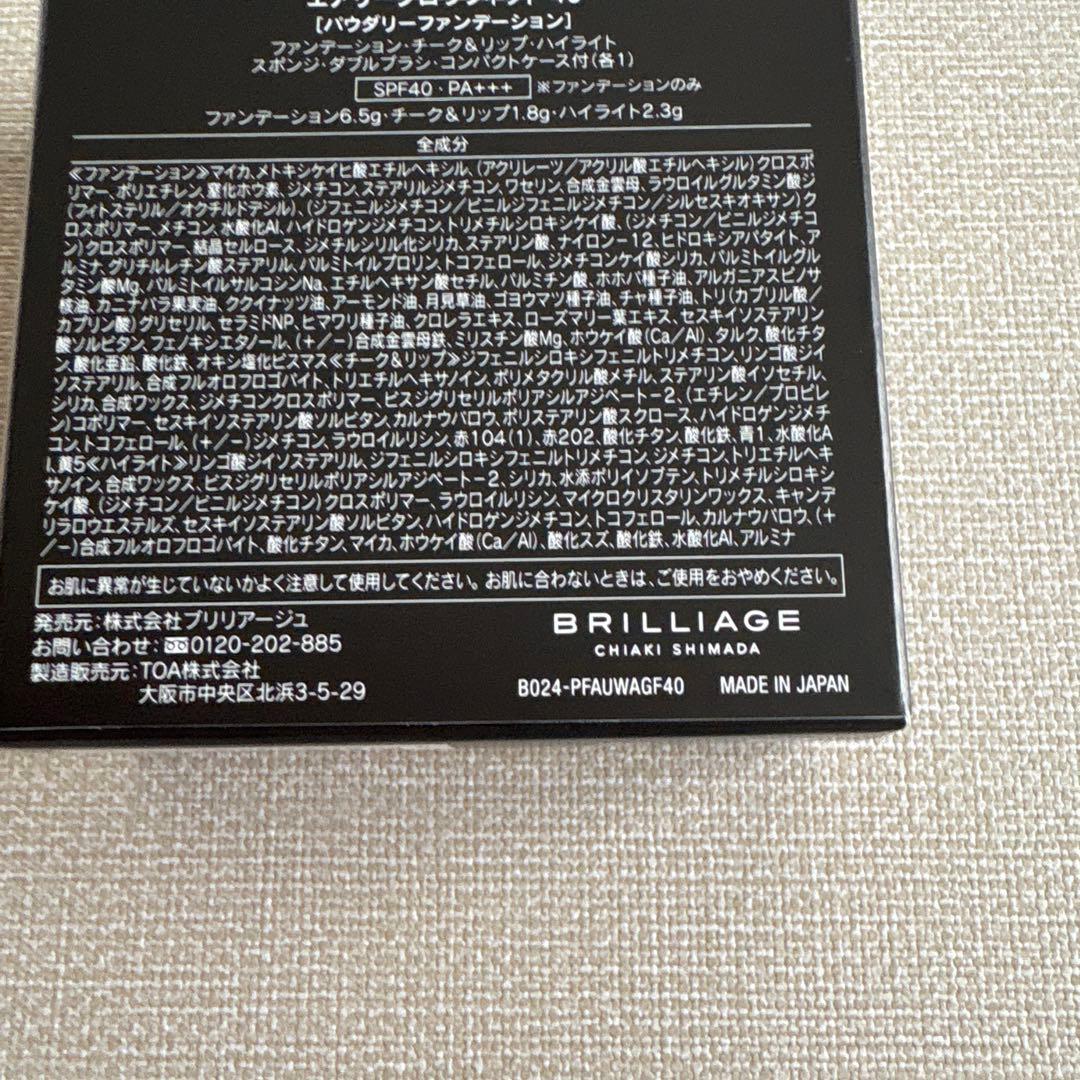 [パウダリーファンデーション]
ファンデーション・チーク&リップ・ハイライト
スポンジ・ダブルブラシ・コンパクトケース付(各1)
SPF40・PA+++ ※ファンデーションのみ
ファンデーション6.5g・チーク&リップ1.8g・ハイライト2.3g
全成分
≪ファンデーション≫マイカ、メトキシケイヒ酸エチルヘキシル、(アクリレーツ/アクリル酸エチルヘキシル)クロスポ
リマー、ポリエチレン、窒化ホウ素、ジメチコン、ステアリルジメチコン、ワセリン、合成金雲母、ラウロイルグルタミン酸ジ
(フィトステリル/オクチルドデシル)、(ジフェニルジメチコン/ビニルジフェニルジメチコン/シルセスキオキサン)ク
ロスポリマー、メチコン、水酸化Al、ハイドロゲンジメチコン、トリメチルシロキシケイ酸、(ジメチコン/ビニルジメチコ
ン)クロスポリマー、結晶セルロース、ジメチルシリル化シリカ、ステアリン酸、ナイロン-12、ヒドロキシアパタイト、ア
ルミナ、グリチルレチン酸ステアリル、パルミトイルプロリン、トコフェロール、ジメチコンケイ酸シリカ、パルミトイルグル
タミン酸Mg、パルミトイルサルコシンNa、エチルヘキサン酸セチル、パルミチン酸、ホホバ種子油、アルガニアスピノサ
核油、カニナバラ果実油、ククイナッツ油、アーモンド油、月見草油、ゴヨウマツ種子油、チャ種子油、トリ(カプリル酸/
カプリン酸)グリセリル、セラミドNP、ヒマワリ種子油、クロレラエキス、ローズマリー葉エキス、セスキイソステアリン
酸ソルビタン、フェノキシエタノール、(+/-)合成金雲母鉄、ミリスチン酸Mg、ホウケイ酸(Ca/Al)、タルク、酸化チタ
ン、酸化亜鉛、酸化鉄、オキシ塩化ビスマス≪チーク&リップ≫ジフェニルシロキシフェニルトリメチコン、リンゴ酸ジイ
ソステアリル、合成フルオロフロゴパイト、トリエチルヘキサノイン、ポリメタクリル酸メチル、ステアリン酸イソセチル、
シリカ、合成ワックス、ジメチコンクロスポリマー、ビスジグリセリルポリアシルアジペート-2、(エチレン/プロピレ
ン)コポリマー、セスキイソステアリン酸ソルビタン、カルナウバロウ、ポリステアリン酸スクロース、ハイドロゲンジメチ
コン、トコフェロール、(+/-)ジメチコン、ラウロイルリシン、赤104(1)、赤202、酸化チタン、酸化鉄、青1、水酸化A
l、黄5≪ハイライト≫リンゴ酸ジイソステアリル、ジフェニルシロキシフェニルトリメチコン、ジメチコン、トリエチルヘキ
サノイン、合成ワックス、ビスジグリセリルポリアシルアジペート-2、シリカ、水添ポリイソブテン、トリメチルシロキシ
ケイ酸、(ジメチコン/ビニルジメチコン)クロスポリマー、ラウロイルリシン、マイクロクリスタリンワックス、キャンデ
リラロウエステルズ、セスキイソステアリン酸ソルビタン、ハイドロゲンジメチコン、トコフェロール、カルナウバロウ、(+
/-)合成フルオロフロゴパイト、酸化チタン、マイカ、ホウケイ酸(Ca/Al)、酸化スズ、酸化鉄、水酸化Al、アルミナ
お肌に異常が生じていないかよく注意して使用してください。お肌に合わないときは、ご使用をおやめください。
発売元:株式会社ブリリアージュ
お問い合わせ:0120-202-885
製造販売元:TOA株式会社
大阪市中央区北浜3-5-29
BRILLIAGE
CHIAKI SHIMADA
B024-PFAUWAGF40 MADE IN JAPAN